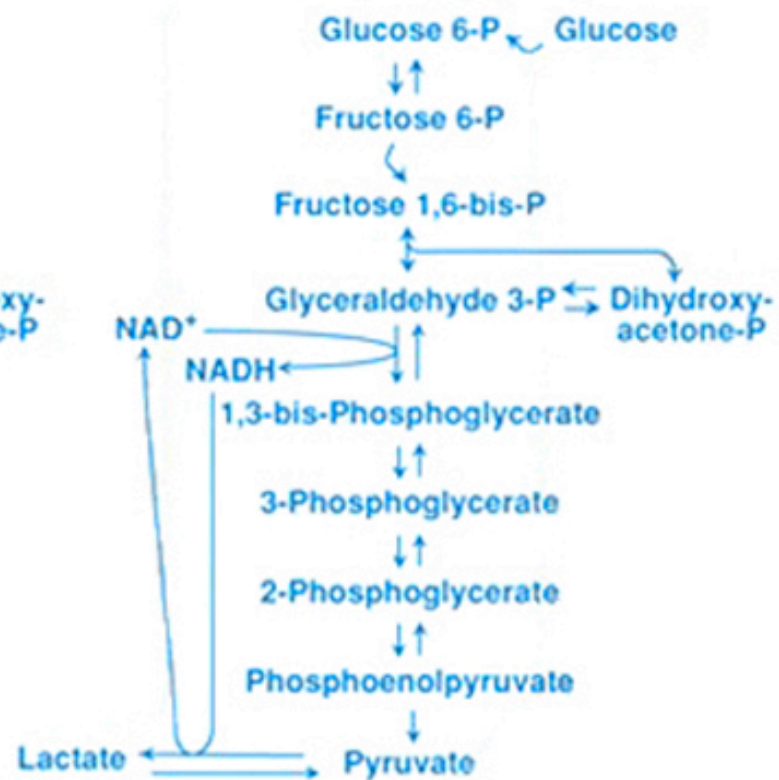 Glucose 6-P Glucose
Fructose 6-P
Fructose 1,6-bis-P
xy-
e-P
Glyceraldehyde 3-P Dihydroxy-
acetone-P
NAD⁺
NADH
1,3-bis-Phosphoglycerate
3-Phosphoglycerate
2-Phosphoglycerate
Phosphoenolpyruvate
Lactate Pyruvate